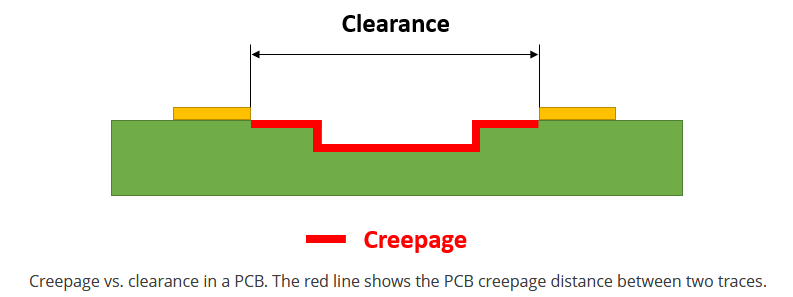 Clearance
Creepage
Creepage vs. clearance in a PCB. The red line shows the PCB creepage distance between two traces.